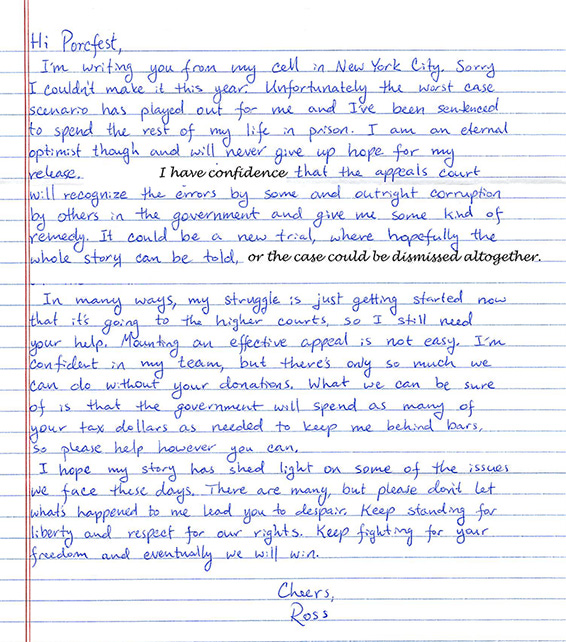 Hi Porcfest,
I'm writing you from my cell in New York City. Sorry
I couldn't make it this year. Unfortunately the worst case
scenario has played out for me and I've been sentenced
to spend the rest of my life in prison. I am an eternal
optimist though and will never give up hope for my
release. I have confidence that the appeals court
will recognize the errors by some and outright corruption
by others in the government and give me some kind of
remedy. It could be a new trial, where hopefully the
whole story can be told, or the case could be dismissed altogether.
In many ways, my struggle is just getting started now
that it's going to the higher courts, so I still need
your help. Mounting an effective appeal is not easy. I'm
confident in my team, but there's only so much we
can do without your donations. What we can be sure
of is that the government will spend as many of
your tax dollars as needed to keep me behind bars,
so please help however you can.
I hope my story has shed light on some of the issues
we face these days. There are many, but please don't let
what's happened to me lead you to despair. Keep standing for
liberty and respect for our rights. Keep fighting for your
freedom and eventually we will win.
Cheers,
Ross